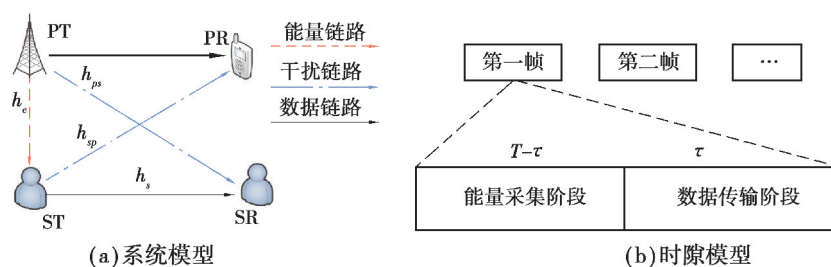 PT
PR
能量链路
干扰链路
数据链路
h_e
h_ps
h_sp
h_s
ST
SR
(a)系统模型
第一帧
第二帧
…
T-τ
τ
能量采集阶段
数据传输阶段
(b)时隙模型